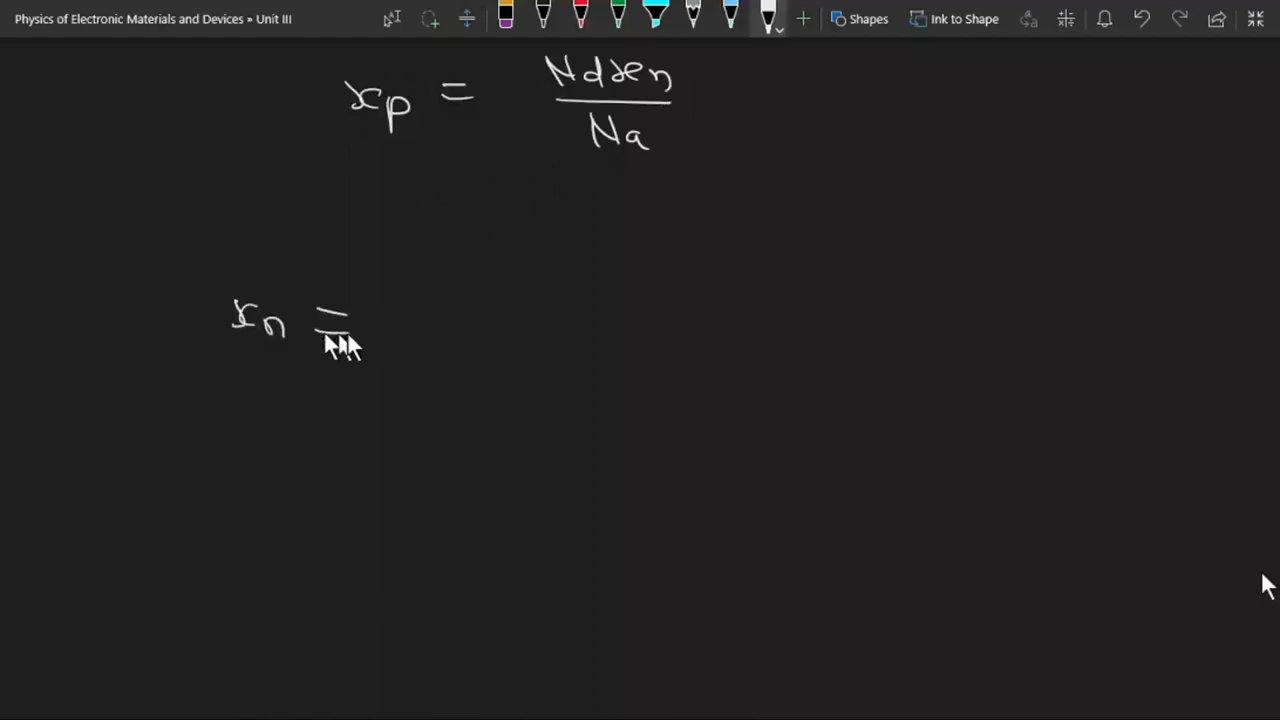 Physics of Electronic Materials and Devices » Unit III
Shapes
Ink to Shape
xp = Ndxn
Na
xn =